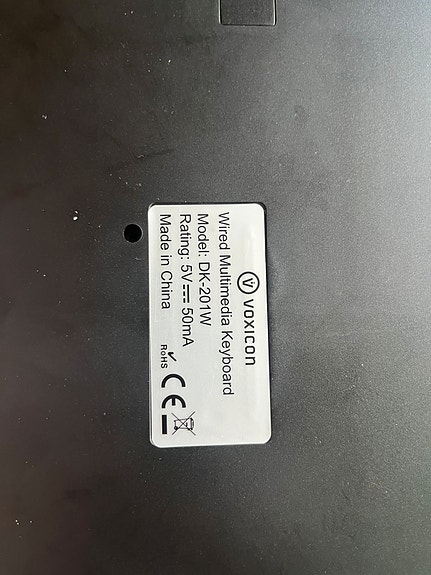 VOXICON
Wired Multimedia Keyboard
Model: DK-201W
Rating: 5V⎓ 50mA
Made in China
RoHS
CE